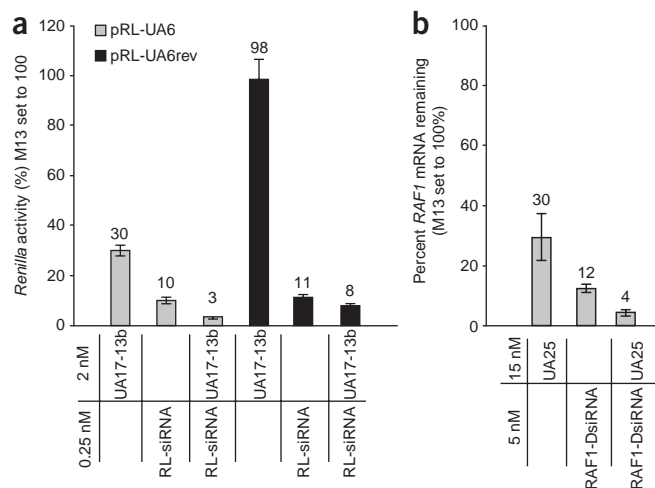 a
pRL-UA6
pRL-UA6rev
Renilla activity (%) M13 set to 100
120
100
80
60
40
20
0
30
10
3
98
11
8
2 nM
UA17-13b
UA17-13b
UA17-13b
UA17-13b
0.25 nM
RL-siRNA
RL-siRNA
RL-siRNA
RL-siRNA
b
Percent RAF1 mRNA remaining
(M13 set to 100%)
100
80
60
40
20
0
30
12
4
15 nM
UA25
UA25
5 nM
RAF1-DsiRNA
RAF1-DsiRNA